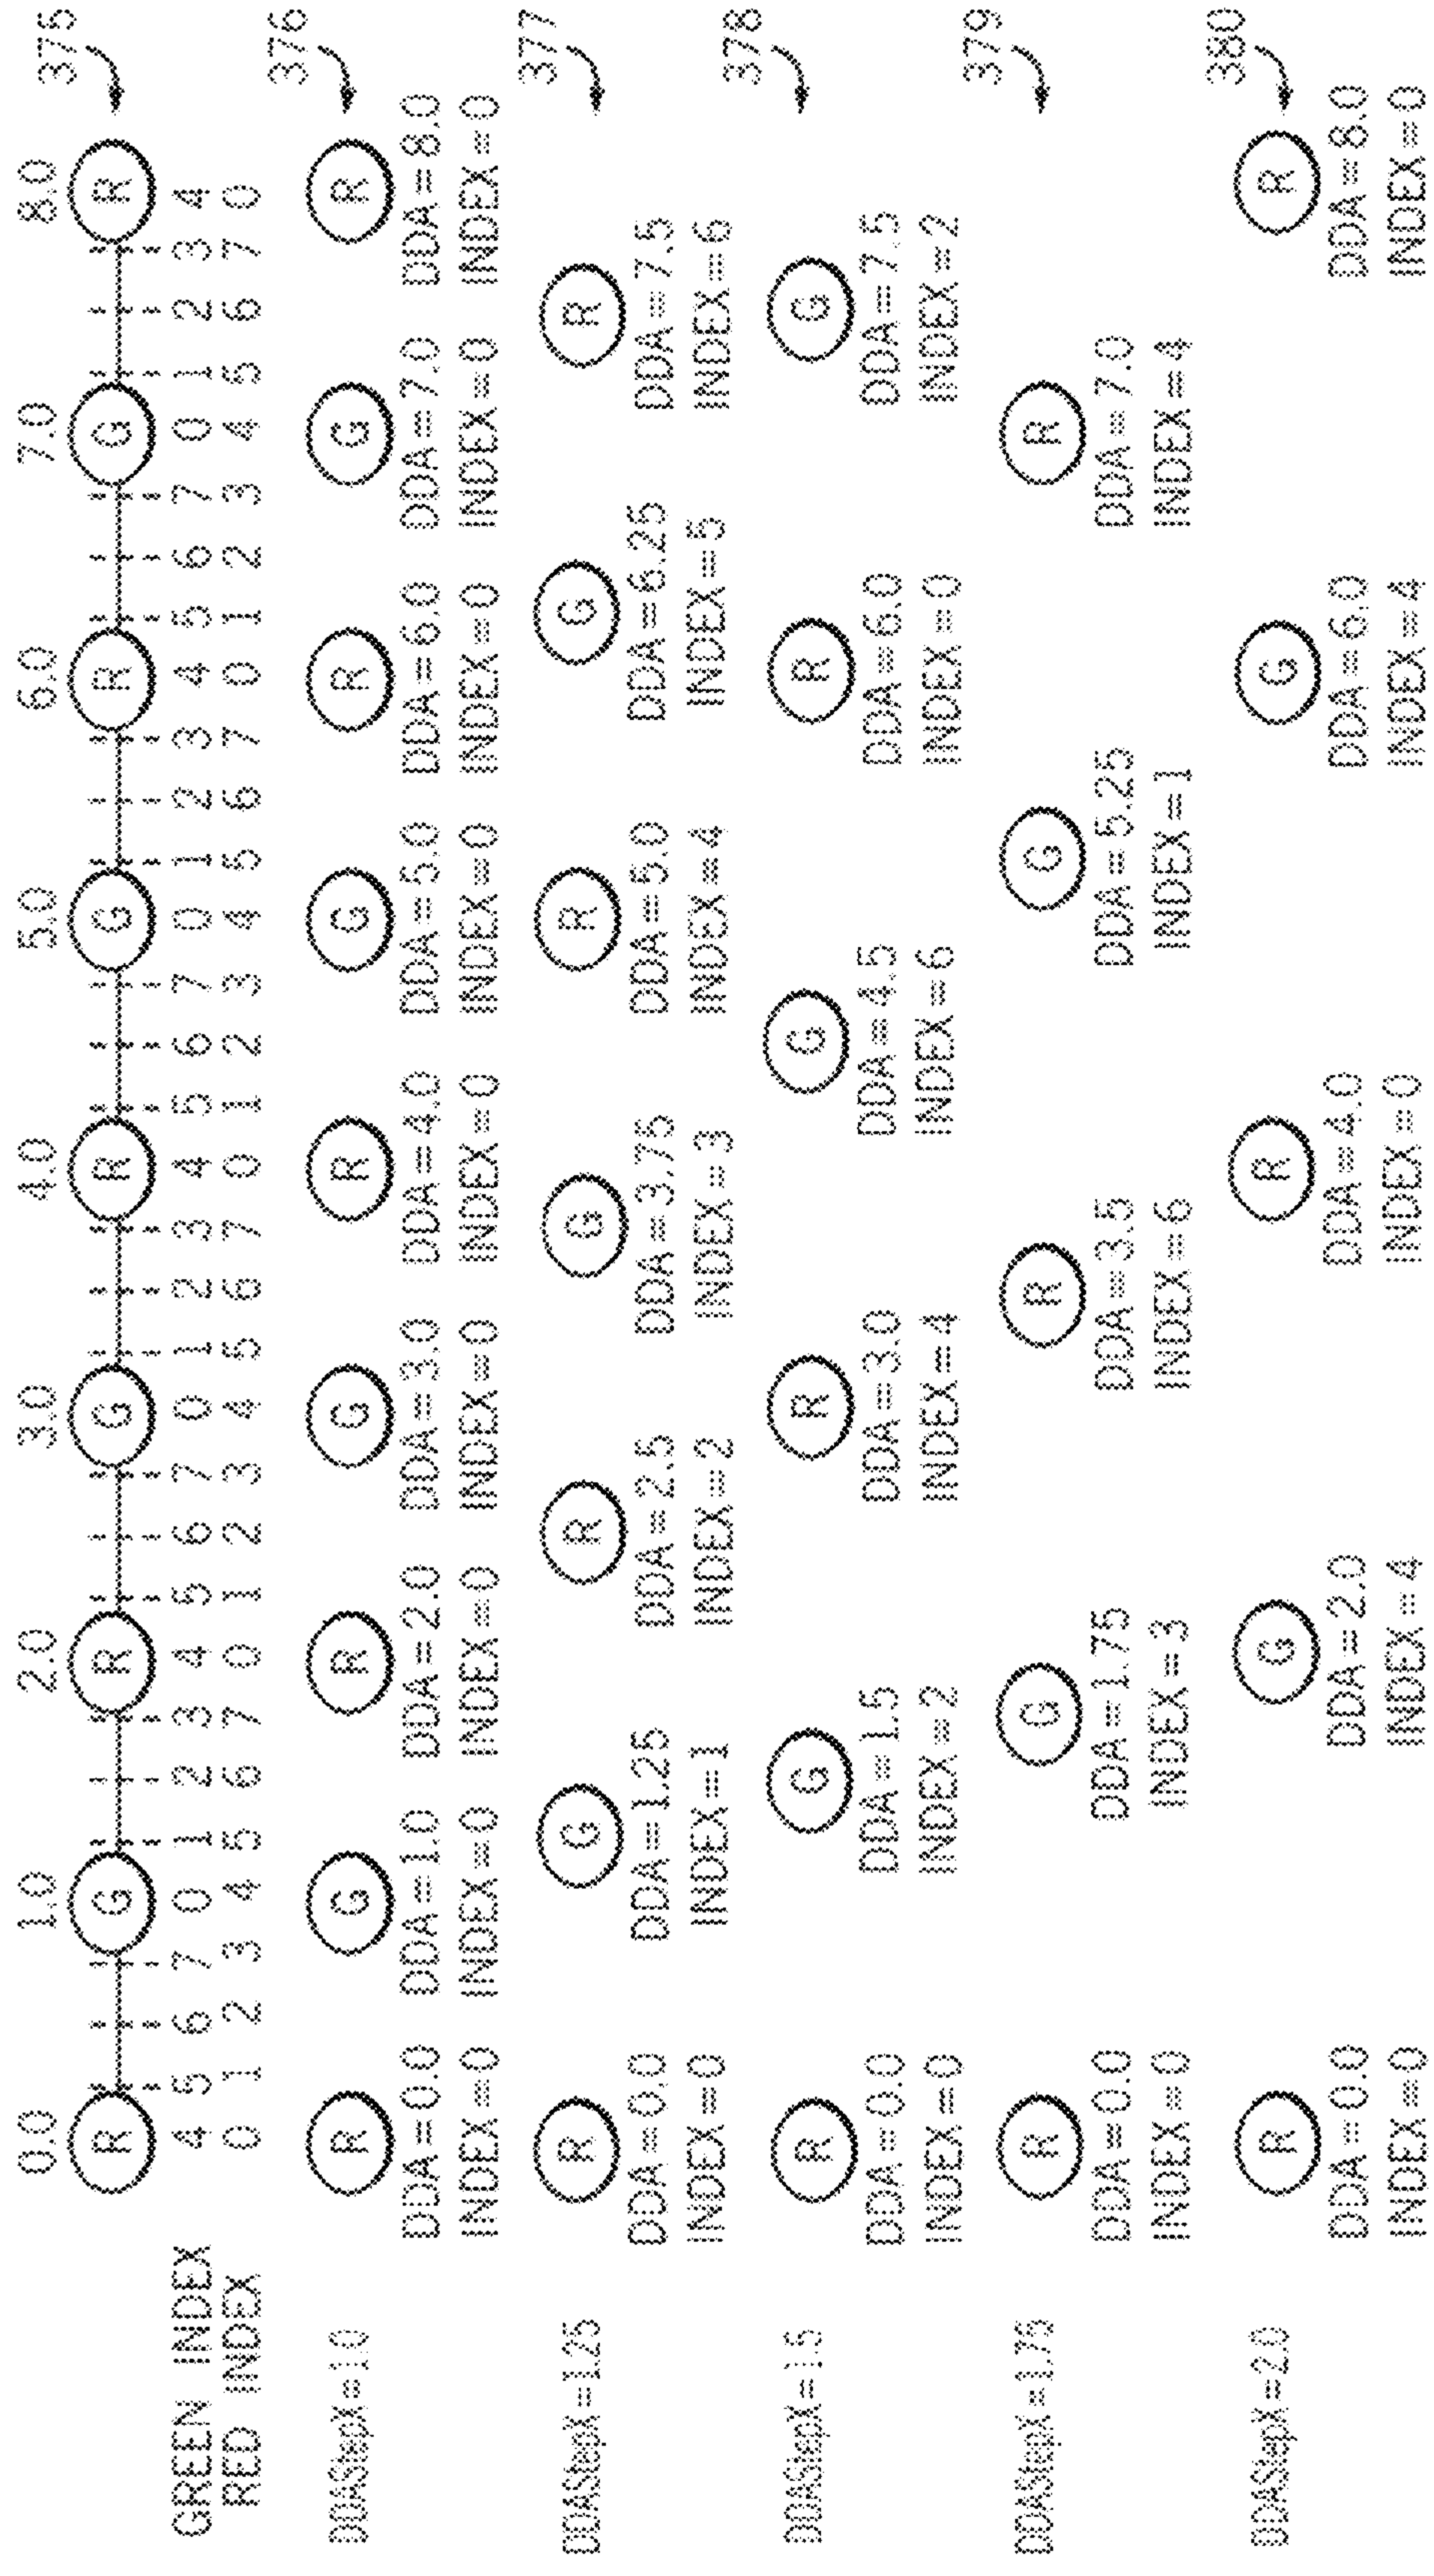 0.0 1.0 2.0 3.0 4.0 5.0 6.0 7.0 8.0 375
R G R G R G R G R
GREEN INDEX 4 5 6 7 0 1 2 3 4 5 6 7 0 1 2 3 4 5 6 7 0 1 2 3 4 5 6 7 0 1 2 3 4
RED INDEX 0 1 2 3 4 5 6 7 0 1 2 3 4 5 6 7 0 1 2 3 4 5 6 7 0 1 2 3 4 5 6 7 0
376
DDAStepX=1.0 R G R G R G R G R
DDA=0.0 DDA=1.0 DDA=2.0 DDA=3.0 DDA=4.0 DDA=5.0 DDA=6.0 DDA=7.0 DDA=8.0
INDEX=0 INDEX=0 INDEX=0 INDEX=0 INDEX=0 INDEX=0 INDEX=0 INDEX=0 INDEX=0
377
DDAStepX=1.25 R G R G R G R
DDA=0.0 DDA=1.25 DDA=2.5 DDA=3.75 DDA=5.0 DDA=6.25 DDA=7.5
INDEX=0 INDEX=1 INDEX=2 INDEX=3 INDEX=4 INDEX=5 INDEX=6
378
DDAStepX=1.5 R G R G R G
DDA=0.0 DDA=1.5 DDA=3.0 DDA=4.5 DDA=6.0 DDA=7.5
INDEX=0 INDEX=2 INDEX=4 INDEX=6 INDEX=0 INDEX=2
379
DDAStepX=1.75 R G R G R
DDA=0.0 DDA=1.75 DDA=3.5 DDA=5.25 DDA=7.0
INDEX=0 INDEX=3 INDEX=6 INDEX=1 INDEX=4
380
DDAStepX=2.0 R G R G R
DDA=0.0 DDA=2.0 DDA=4.0 DDA=6.0 DDA=8.0
INDEX=0 INDEX=4 INDEX=0 INDEX=4 INDEX=0